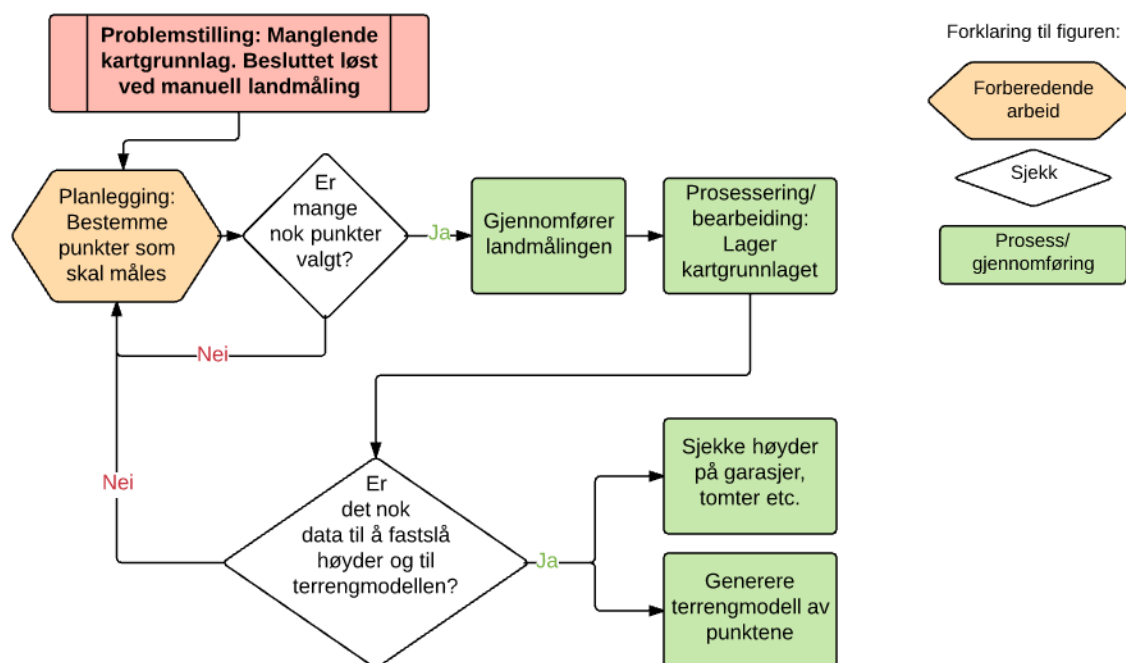 Problemstilling: Manglende
kartgrunnlag. Besluttet løst
ved manuell landmåling
Forklaring til figuren:
Forberedende
arbeid
Sjekk
Prosess/
gjennomføring
Planlegging:
Bestemme
punkter som
skal måles
Er
mange
nok punkter
valgt?
Ja
Gjennomfører
landmålingen
Prosessering/
bearbeiding:
Lager
kartgrunnlaget
Nei
Nei
Er
det nok
data til å fastslå
høyder og til
terrengmodellen?
Ja
Sjekke høyder
på garasjer,
tomter etc.
Generere
terrengmodell av
punktene